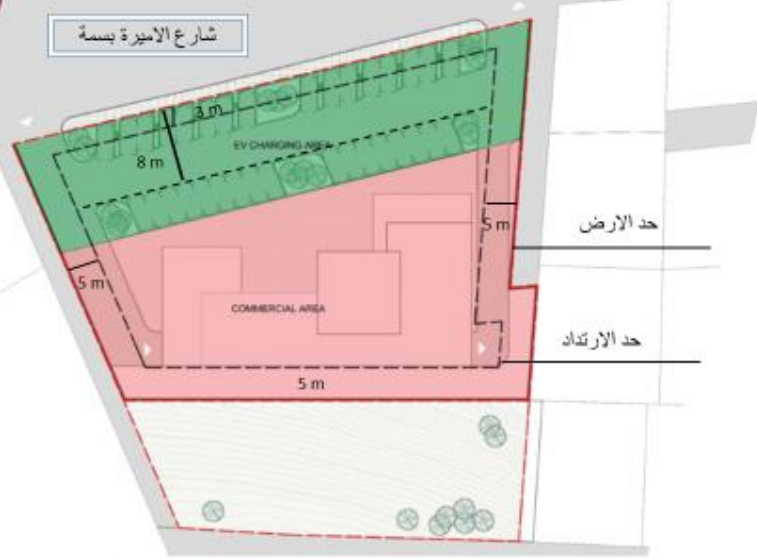 شارع الاميرة بسمة
3 m
EV CHARGING AREA
8 m
5 m
حد الارض
5 m
COMMERCIAL AREA
حد الارتداد
5 m